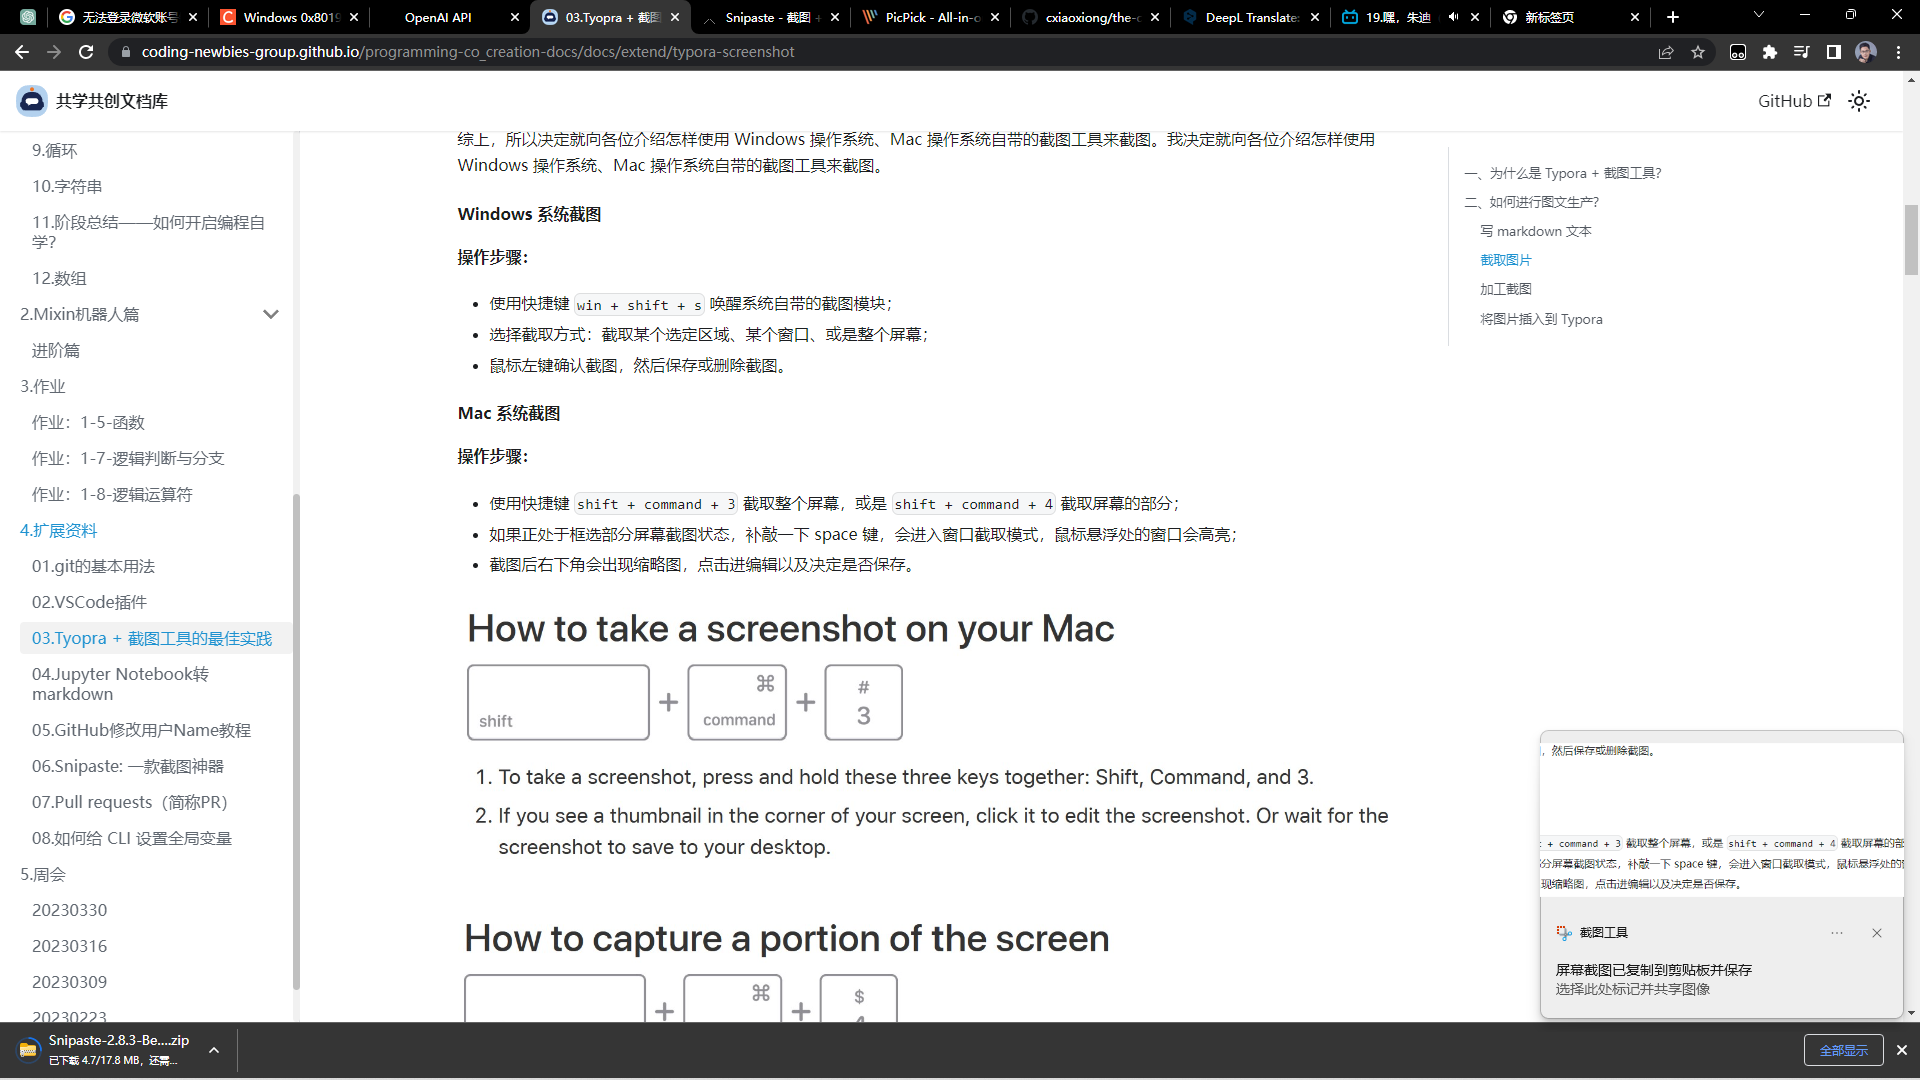 无法登录微软账号
Windows 0x8019
OpenAI API
03.Tyopra + 截图
Snipaste - 截图 +
PicPick - All-in-o
cxiaoxiong/the-c
DeepL Translate:
19.嘿，朱迪
新标签页
coding-newbies-group.github.io/programming-co_creation-docs/docs/extend/typora-screenshot
共学共创文档库
GitHub
9.循环
10.字符串
11.阶段总结——如何开启编程自
学？
12.数组
2.Mixin机器人篇
进阶篇
3.作业
作业：1-5-函数
作业：1-7-逻辑判断与分支
作业：1-8-逻辑运算符
4.扩展资料
01.git的基本用法
02.VSCode插件
03.Tyopra + 截图工具的最佳实践
04.Jupyter Notebook转
markdown
05.GitHub修改用户Name教程
06.Snipaste: 一款截图神器
07.Pull requests（简称PR）
08.如何给 CLI 设置全局变量
5.周会
20230330
20230316
20230309
20230223
综上，所以决定就向各位介绍怎样使用 Windows 操作系统、Mac 操作系统自带的截图工具来截图。我决定就向各位介绍怎样使用
Windows 操作系统、Mac 操作系统自带的截图工具来截图。
Windows 系统截图
操作步骤：
使用快捷键 win + shift + s 唤醒系统自带的截图模块；
选择截取方式：截取某个选定区域、某个窗口、或是整个屏幕；
鼠标左键确认截图，然后保存或删除截图。
Mac 系统截图
操作步骤：
使用快捷键 shift + command + 3 截取整个屏幕，或是 shift + command + 4 截取屏幕的部分；
如果正处于框选部分屏幕截图状态，补敲一下 space 键，会进入窗口截取模式，鼠标悬浮处的窗口会高亮；
截图后右下角会出现缩略图，点击进编辑以及决定是否保存。
How to take a screenshot on your Mac
shift + ⌘ command + # 3
1. To take a screenshot, press and hold these three keys together: Shift, Command, and 3.
2. If you see a thumbnail in the corner of your screen, click it to edit the screenshot. Or wait for the
screenshot to save to your desktop.
How to capture a portion of the screen
+ ⌘ + $
一、为什么是 Typora + 截图工具？
二、如何进行图文生产？
写 markdown 文本
截取图片
加工截图
将图片插入到 Typora
，然后保存或删除截图。
+ command + 3 截取整个屏幕，或是 shift + command + 4 截取屏幕的部
分屏幕截图状态，补敲一下 space 键，会进入窗口截取模式，鼠标悬浮处的
现缩略图，点击进编辑以及决定是否保存。
截图工具
屏幕截图已复制到剪贴板并保存
选择此处标记并共享图像
Snipaste-2.8.3-Be....zip
已下载 4.7/17.8 MB，还需...
全部显示